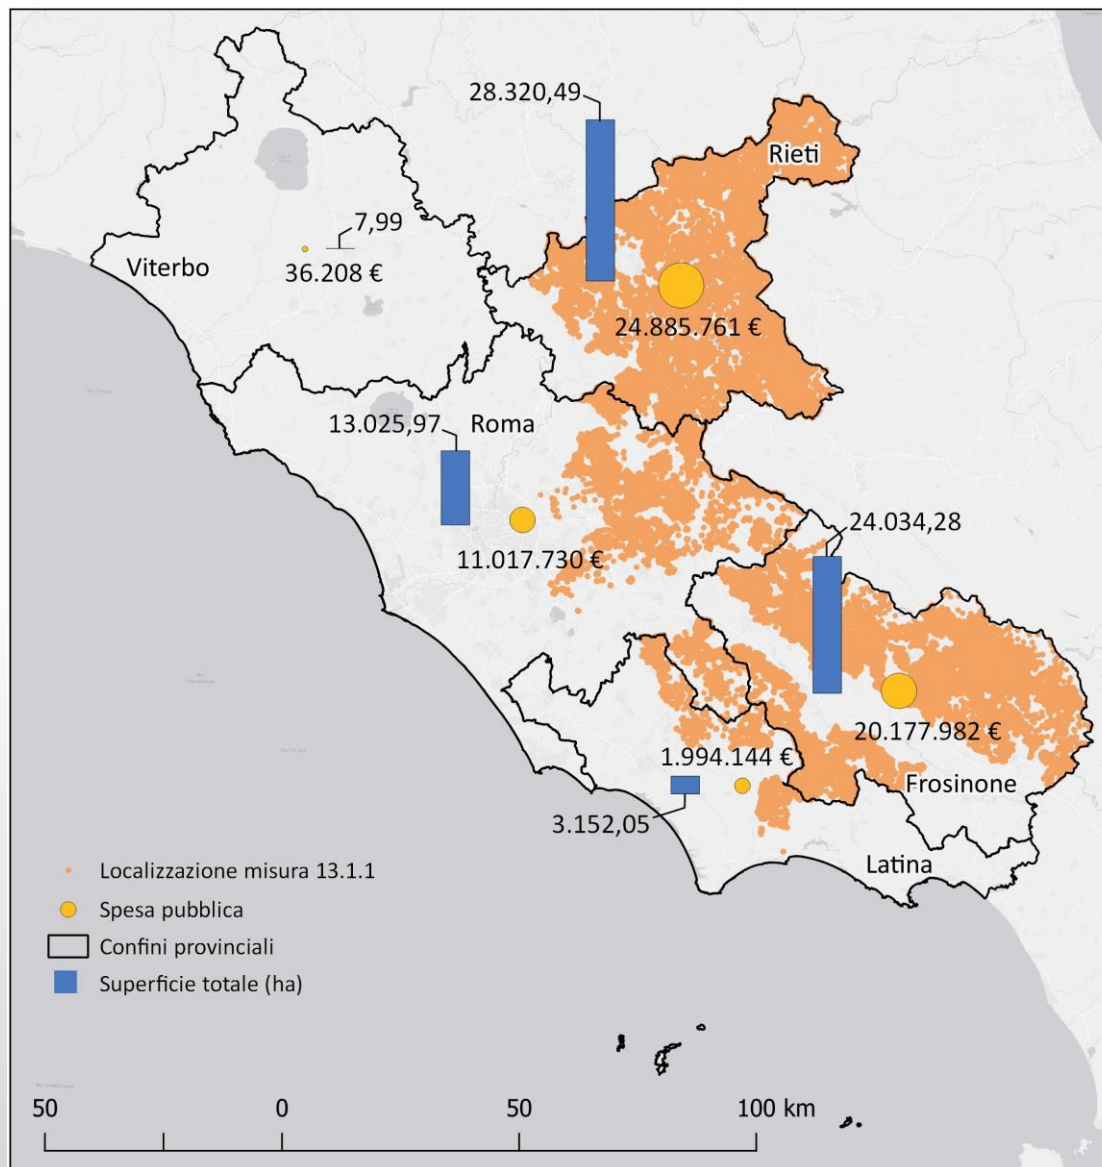 28.320,49
Rieti
7,99
Viterbo
36.208 €
24.885.761 €
13.025,97
Roma
24.034,28
11.017.730 €
20.177.982 €
1.994.144 €
Frosinone
3.152,05
Latina
Localizzazione misura 13.1.1
Spesa pubblica
Confini provinciali
Superficie totale (ha)
50 0 50 100 km